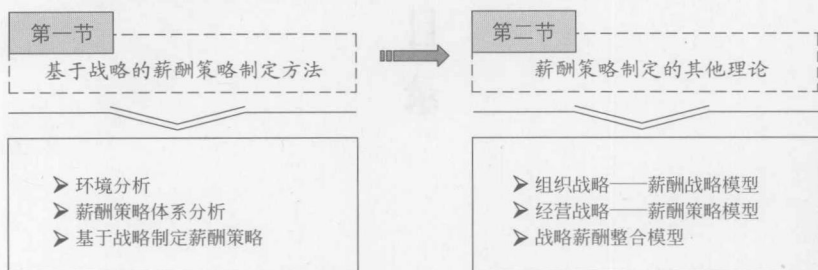 第一节
基于战略的薪酬策略制定方法
➤ 环境分析
➤ 薪酬策略体系分析
➤ 基于战略制定薪酬策略
第二节
薪酬策略制定的其他理论
➤ 组织战略——薪酬战略模型
➤ 经营战略——薪酬策略模型
➤ 战略薪酬整合模型